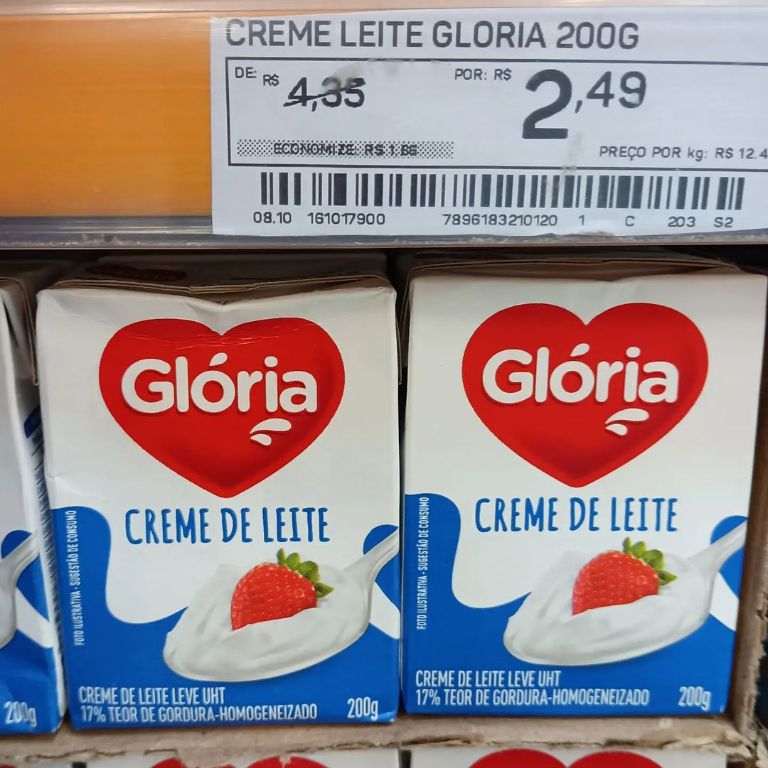 CREME LEITE GLORIA 200G
DE: R$ 4,35 POR: R$ 2,49
ECONOMIZE: R$ 1,86 PREÇO POR kg: R$ 12.4
08.10 161017900 7896183210120 1 C 203 S2
Glória
CREME DE LEITE
FOTO ILUSTRATIVA - SUGESTÃO DE CONSUMO
CREME DE LEITE LEVE UHT
17% TEOR DE GORDURA-HOMOGENEIZADO 200g
Glória
CREME DE LEITE
FOTO ILUSTRATIVA - SUGESTÃO DE CONSUMO
CREME DE LEITE LEVE UHT
17% TEOR DE GORDURA-HOMOGENEIZADO 200g
200g